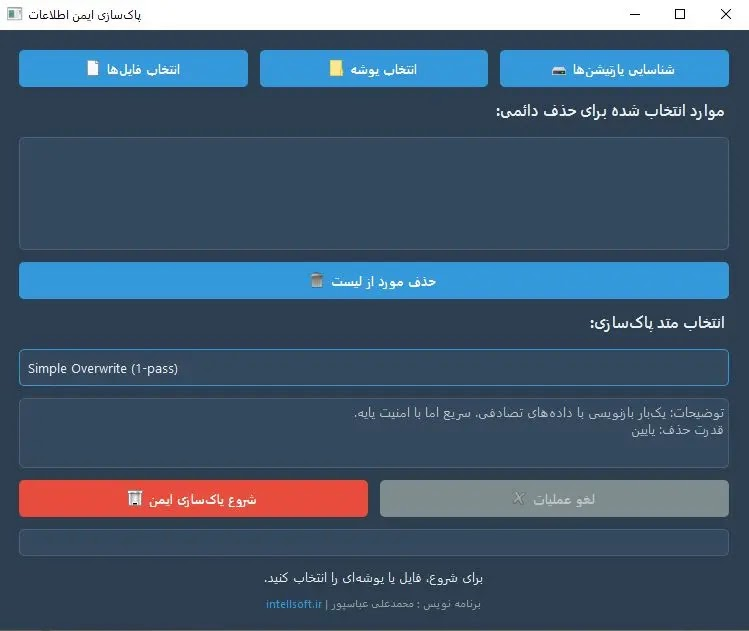 پاک‌سازی ایمن اطلاعات
شناسایی پارتیشن‌ها
انتخاب پوشه
انتخاب فایل‌ها
موارد انتخاب شده برای حذف دائمی:
حذف مورد از لیست
انتخاب متد پاک‌سازی:
Simple Overwrite (1-pass)
توضیحات: یک‌بار بازنویسی با داده‌های تصادفی. سریع اما با امنیت پایه.
قدرت حذف: پایین
لغو عملیات
شروع پاک‌سازی ایمن
برای شروع، فایل یا پوشه‌ای را انتخاب کنید.
برنامه نویس : محمدعلی عباسپور | intellsoft.ir